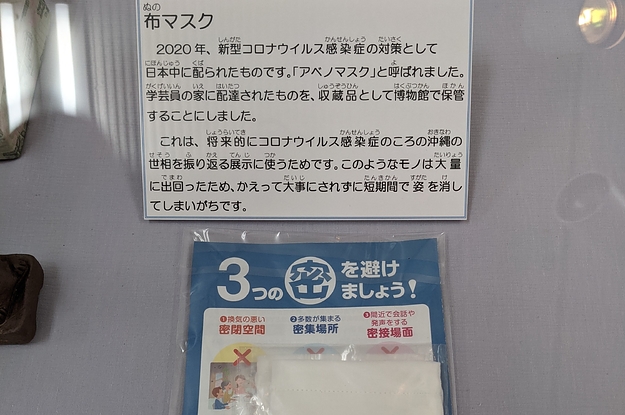 布マスク
2020年、新型コロナウイルス感染症の対策として
日本中に配られたものです。「アベノマスク」と呼ばれました。
学芸員の家に配達されたものを、収蔵品として博物館で保管
することにしました。
これは、将来的にコロナウイルス感染症のころの沖縄の
世相を振り返る展示に使うためです。このようなモノは大量
に出回ったため、かえって大事にされずに短期間で姿を消し
てしまいがちです。
3つの密を避けましょう!
①換気の悪い密閉空間
②多数が集まる密集場所
③間近で会話や発声をする密接場面